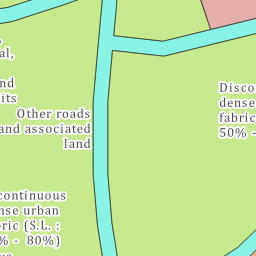 al,
nd
its
Other roads
and associated
land
Disco
dense
fabric
50% -
continuous
nse urban
ric (S.L. :
% - 80%)